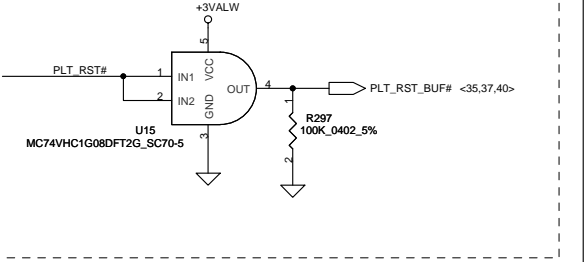 +3VALW
5
PLT_RST#
1
IN1
VCC
2
IN2
GND
OUT
4
PLT_RST_BUF# <35,37,40>
3
U15
MC74VHC1G08DFT2G_SC70-5
1
R297
100K_0402_5%
2